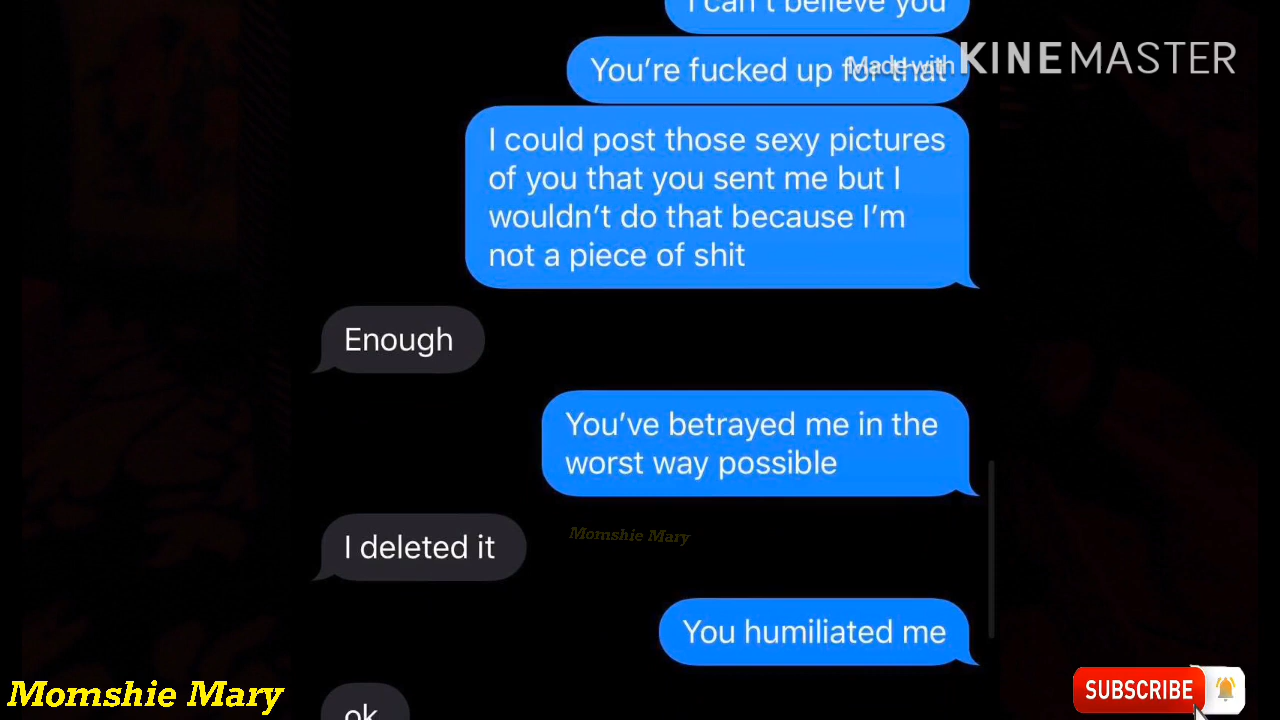 I can't believe you
You’re fucked up for that
Made with KINEMASTER
I could post those sexy pictures
of you that you sent me but I
wouldn’t do that because I’m
not a piece of shit
Enough
You’ve betrayed me in the
worst way possible
I deleted it
Momshie Mary
You humiliated me
ok
Momshie Mary
SUBSCRIBE